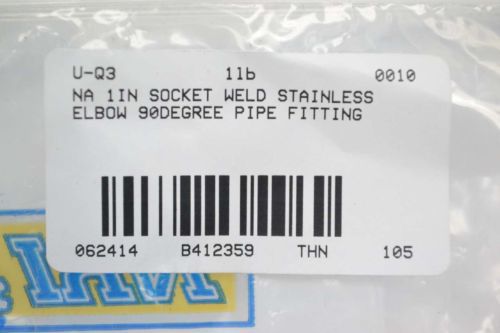 U-Q3 1lb 0010
NA 1IN SOCKET WELD STAINLESS
ELBOW 90DEGREE PIPE FITTING
062414 B412359 THN 105